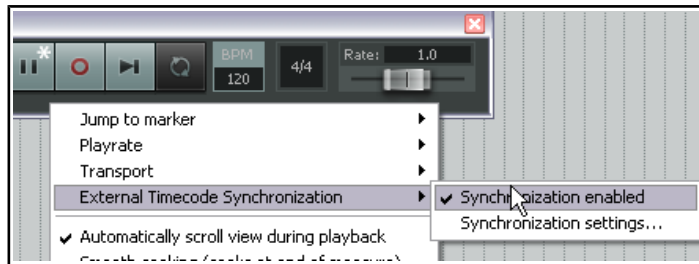 BPM
120
4/4
Rate: 1.0
Jump to marker
Playrate
Transport
External Timecode Synchronization
Synchronization enabled
Synchronization settings...
Automatically scroll view during playback